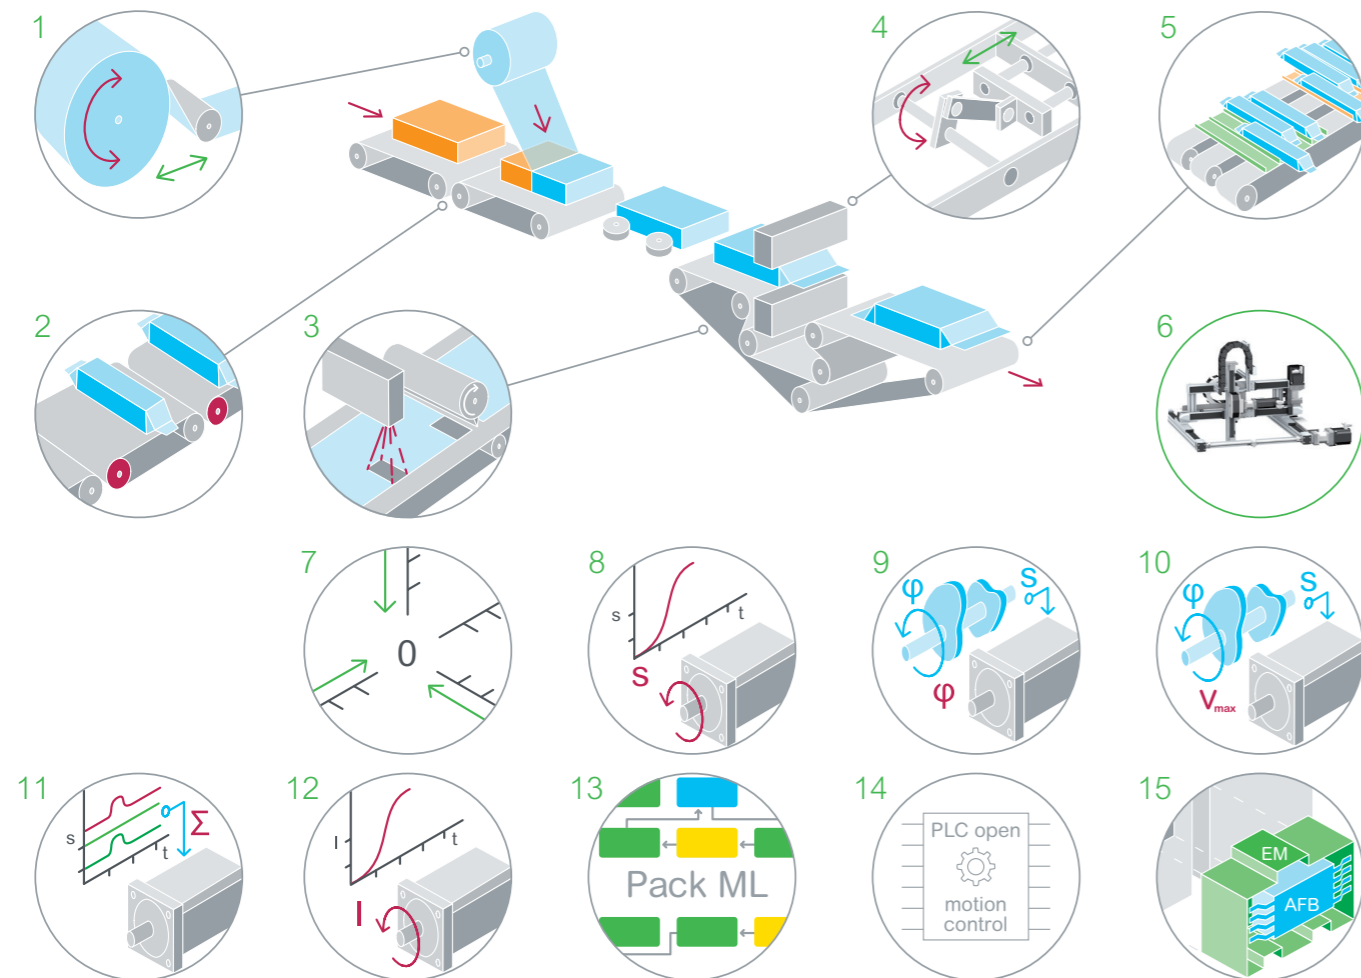 1
4
5
2
3
6
7
0
8
s
t
s
9
φ
s
φ
10
φ
s
Vmax
11
s
t
Σ
12
I
t
I
13
Pack ML
14
PLC open
motion
control
15
EM
AFB